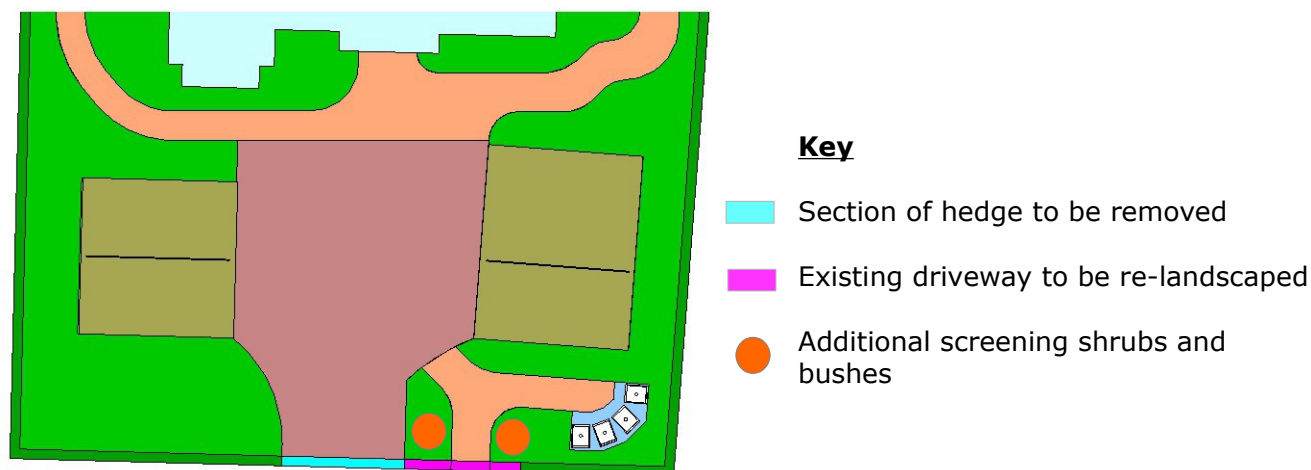 Key
Section of hedge to be removed
Existing driveway to be re-landscaped
Additional screening shrubs and
bushes